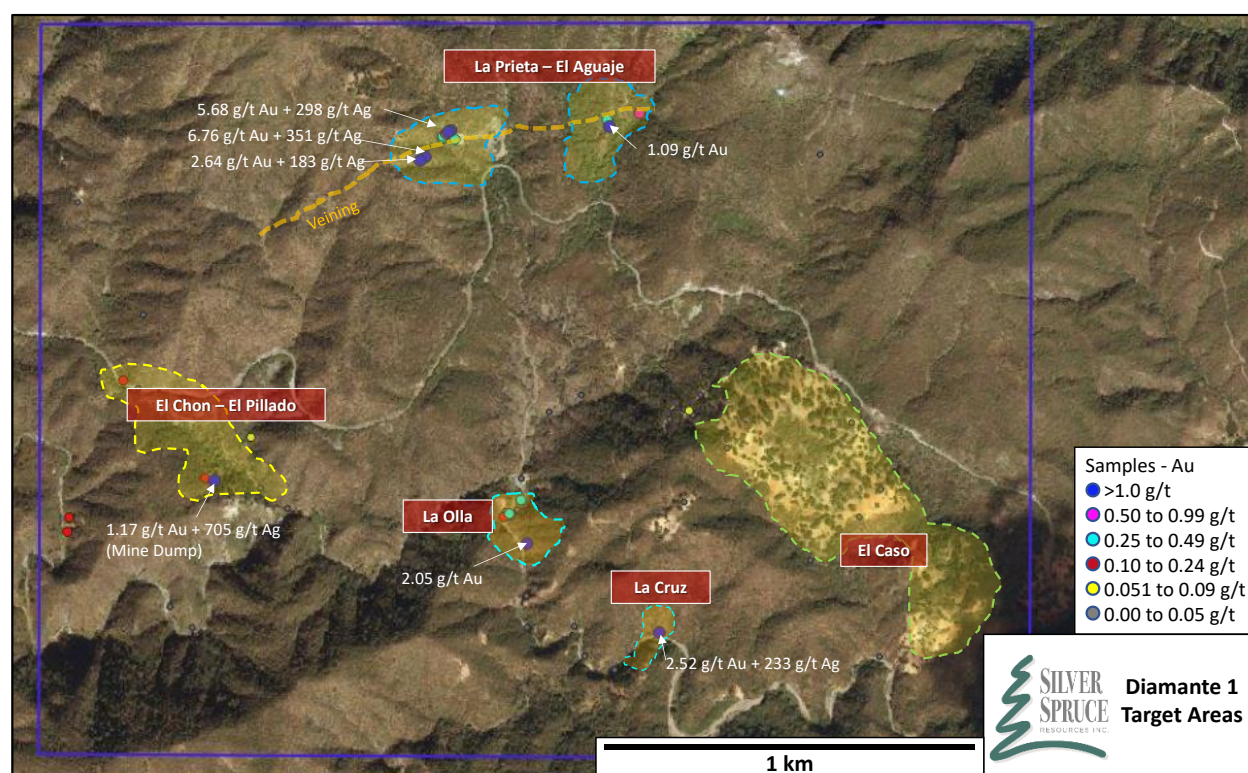 La Prieta – El Aguaje
5.68 g/t Au + 298 g/t Ag
6.76 g/t Au + 351 g/t Ag
2.64 g/t Au + 183 g/t Ag
1.09 g/t Au
Veining
El Chon – El Pillado
1.17 g/t Au + 705 g/t Ag
(Mine Dump)
La Olla
2.05 g/t Au
El Caso
La Cruz
2.52 g/t Au + 233 g/t Ag
Samples - Au
>1.0 g/t
0.50 to 0.99 g/t
0.25 to 0.49 g/t
0.10 to 0.24 g/t
0.051 to 0.09 g/t
0.00 to 0.05 g/t
SILVER
SPRUCE
RESOURCES INC.
Diamante 1
Target Areas
1 km